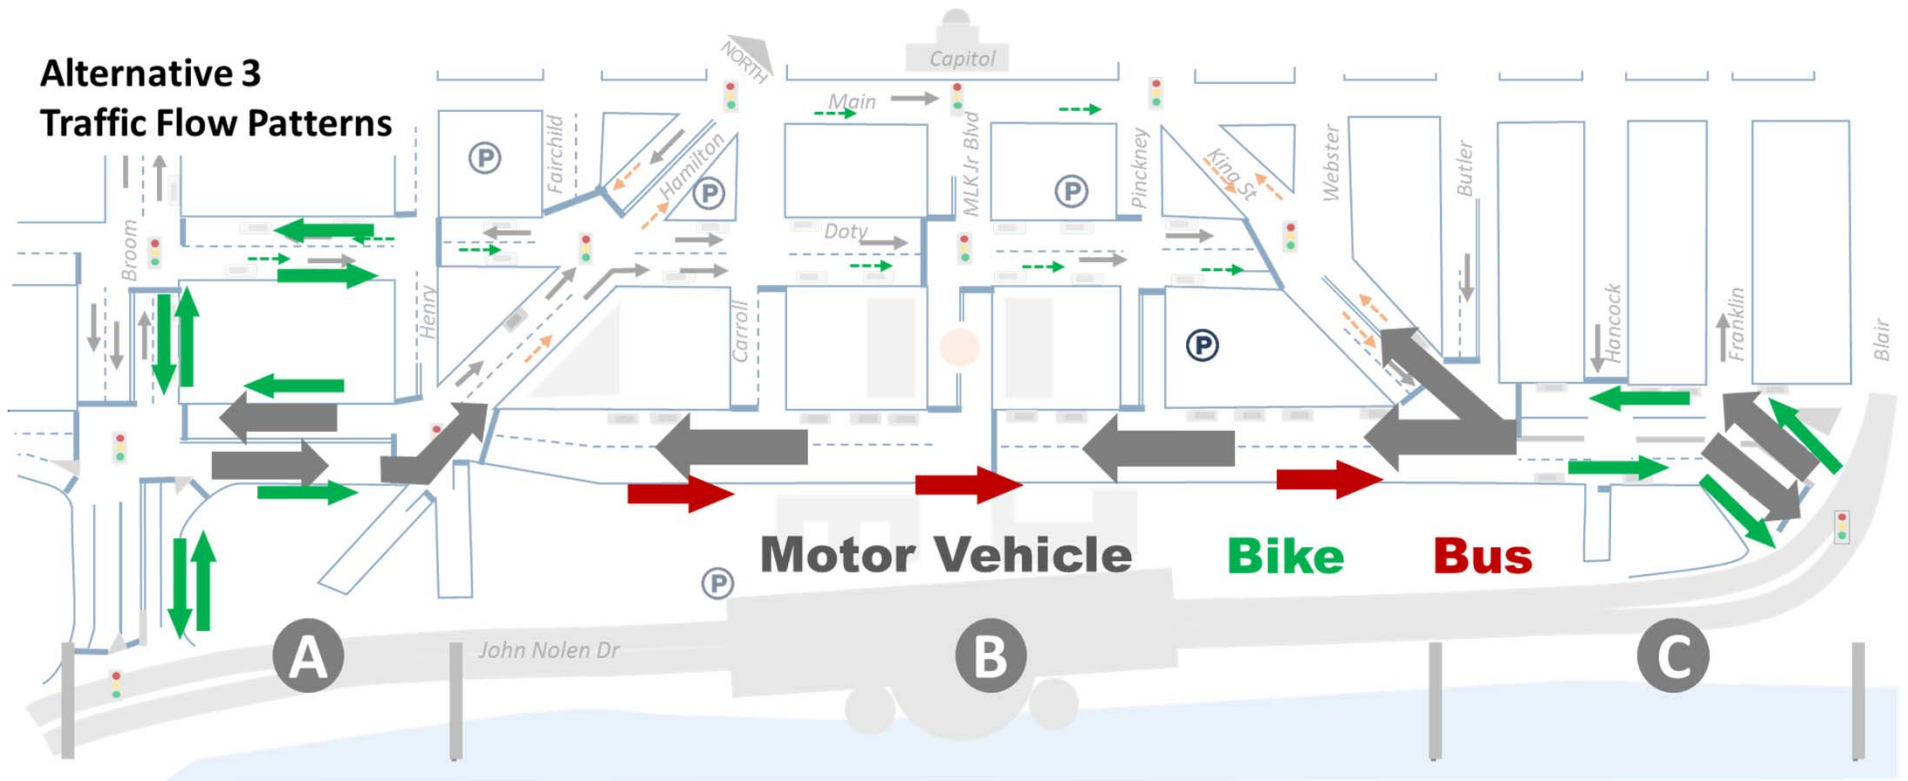 Alternative 3
Traffic Flow Patterns
NORTH
Capitol
Main
Fairchild
Hamilton
P
P
MLK Jr Blvd
P
Pinckney
King St
Webster
Butler
Broom
Doty
Henry
Carroll
P
Hancock
Franklin
Blair
Motor Vehicle
Bike
Bus
P
A
John Nolen Dr
B
C